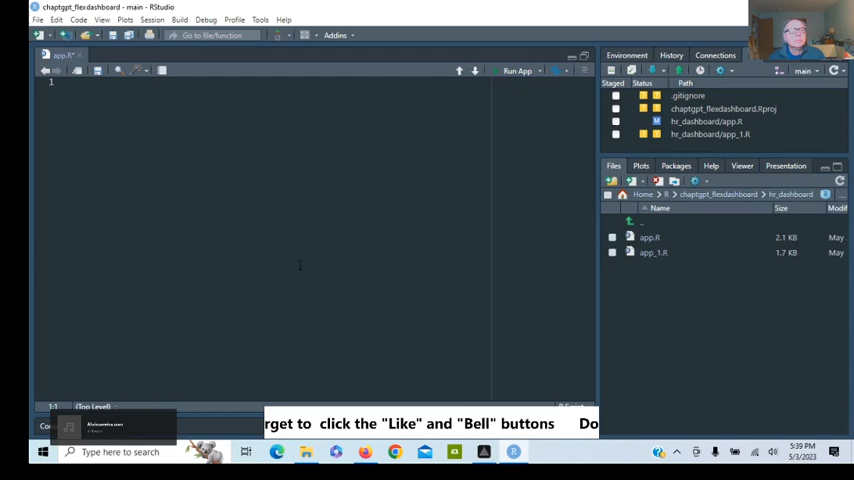 chaptgpt_flexdashboard - main - RStudio
File Edit Code View Plots Session Build Debug Profile Tools Help
Go to file/function
Addins
app.R*
Run App
1
1:1 (Top Level)
R Script
Environment History Connections
main
Staged Status Path
.gitignore
chaptgpt_flexdashboard.Rproj
M hr_dashboard/app.R
hr_dashboard/app_1.R
Files Plots Packages Help Viewer Presentation
Home R chaptgpt_flexdashboard hr_dashboard
Name Size Modif
..
app.R 2.1 KB May
app_1.R 1.7 KB May
rget to click the "Like" and "Bell" buttons Do
Type here to search
5:39 PM
5/3/2023